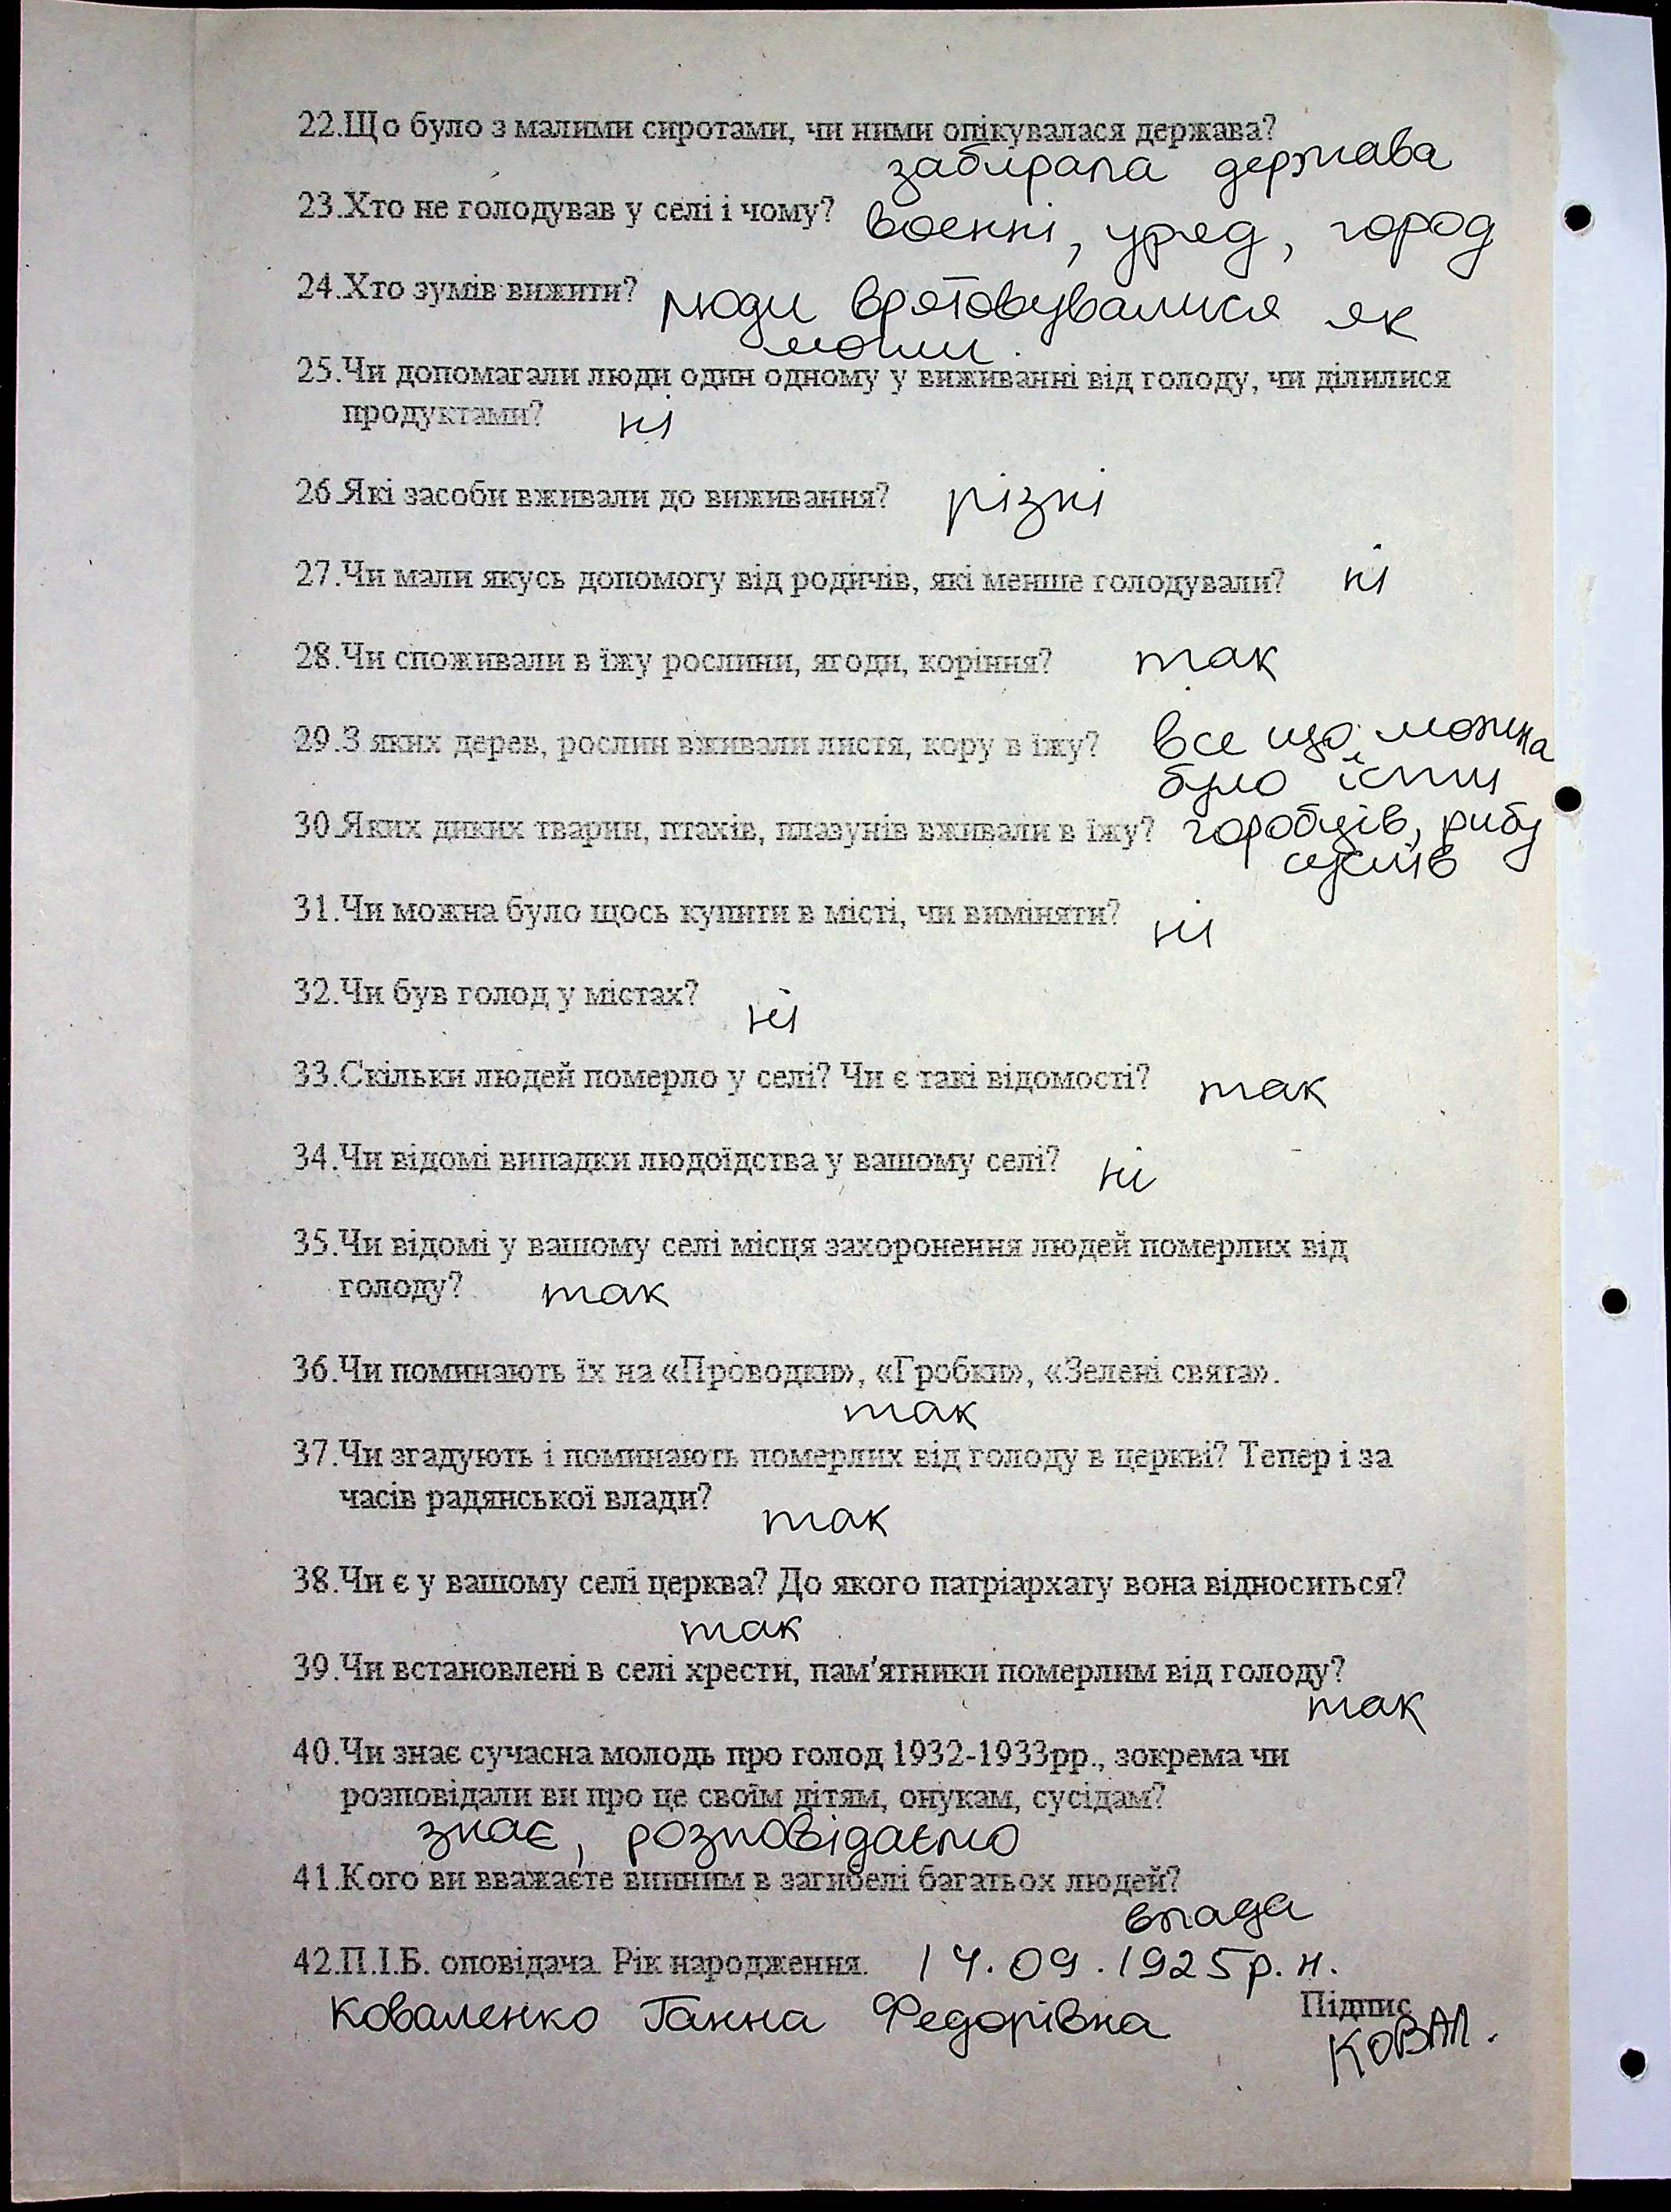 22.Що було з малими сиротами, чи ними опікувалася держава?
забирала держава
23.Хто не голодував у селі і чому? военні, уряд, город
24.Хто зумів вижити? люди врятовувалися як
могли.
25.Чи допомагали люди один одному у виживанні від голоду, чи ділилися
продуктами? ні
26.Які засоби вживали до виживання? різні
27.Чи мали якусь допомогу від родичів, які менше голодували? ні
28.Чи споживали в їжу рослини, ягоди, коріння? так
29.З яких дерев, рослин вживали листя, кору в їжу? все що можна
було їсти
30.Яких диких тварин, птахів, плазунів вживали в їжу? горобців, рибу
31.Чи можна було щось купити в місті, чи виміняти? ні
32.Чи був голод у містах? ні
33.Скільки людей померло у селі? Чи є такі відомості? так
34.Чи відомі випадки людоїдства у вашому селі? ні
35.Чи відомі у вашому селі місця захоронення людей померлих від
голоду? так
36.Чи поминають їх на «Проводки», «Гробки», «Зелені свята».
так
37.Чи згадують і поминають померлих від голоду в церкві? Тепер і за
часів радянської влади? так
38.Чи є у вашому селі церква? До якого патріархату вона відноситься?
так
39.Чи встановлені в селі хрести, пам'ятники померлим від голоду?
так
40.Чи знає сучасна молодь про голод 1932-1933рр., зокрема чи
розповідали ви про це своїм дітям, онукам, сусідам?
знає, розповідаємо
41.Кого ви вважаєте винним в загибелі багатьох людей?
влада
42.П.І.Б. оповідача. Рік народження. 14.09.1925р.н.
Коваленко Ганна Федорівна Підпис
КОВАЛ.